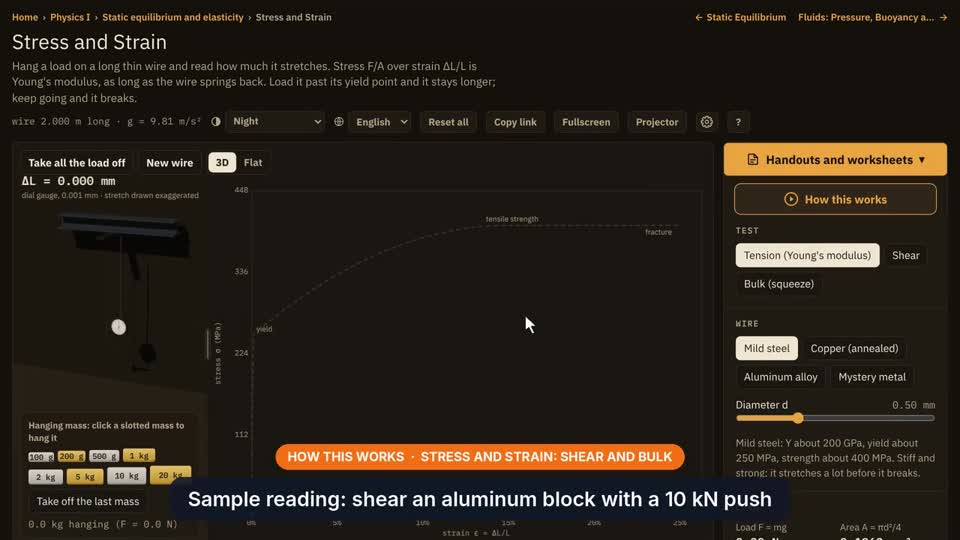 Home › Physics I › Static equilibrium and elasticity › Stress and Strain
← Static Equilibrium Fluids: Pressure, Buoyancy a... →
Stress and Strain
Hang a load on a long thin wire and read how much it stretches. Stress F/A over strain ΔL/L is
Young's modulus, as long as the wire springs back. Load it past its yield point and it stays longer;
keep going and it breaks.
wire 2.000 m long · g = 9.81 m/s²
Night
English
Reset all
Copy link
Fullscreen
Projector
?
Take all the load off
New wire
3D
Flat
ΔL = 0.000 mm
dial gauge, 0.001 mm · stretch drawn exaggerated
448
336
224
112
stress σ (MPa)
tensile strength
fracture
yield
Hanging mass: click a slotted mass to
hang it
100 g 200 g 500 g 1 kg
2 kg 5 kg 10 kg 20 kg
Take off the last mass
0.0 kg hanging (F = 0.0 N)
HOW THIS WORKS · STRESS AND STRAIN: SHEAR AND BULK
Sample reading: shear an aluminum block with a 10 kN push
0% 5% 10% 15% 20% 25%
strain ε = ΔL/L
Handouts and worksheets ▾
How this works
TEST
Tension (Young's modulus)
Shear
Bulk (squeeze)
WIRE
Mild steel
Copper (annealed)
Aluminum alloy
Mystery metal
Diameter d 0.50 mm
Mild steel: Y about 200 GPa, yield about
250 MPa, strength about 400 MPa. Stiff and
strong; it stretches a lot before it breaks.
Load F = mg
Area A = πd²/4